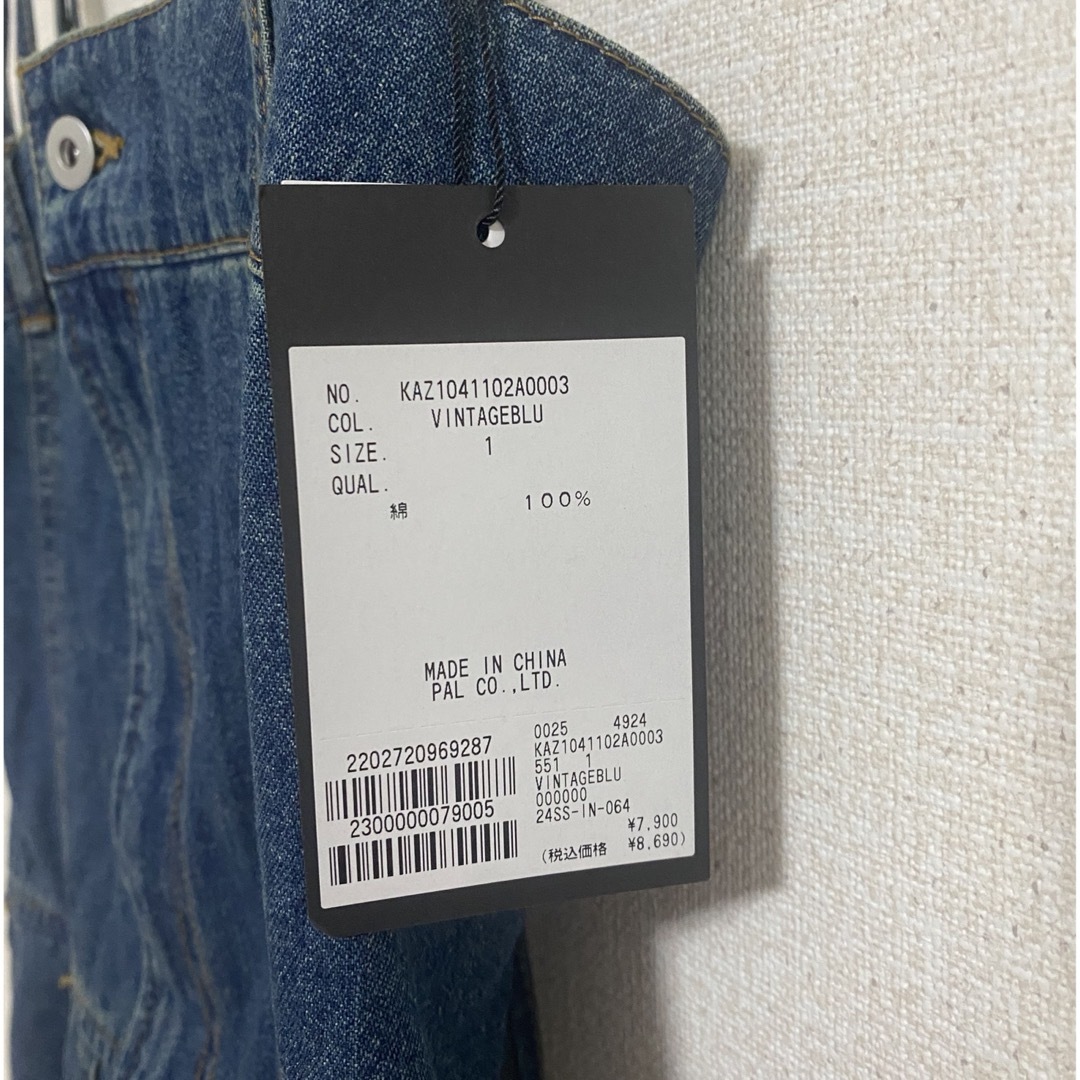 NO. KAZ1041102A0003
COL. VINTAGEBLU
SIZE. 1
QUAL.
綿 100%
MADE IN CHINA
PAL CO.,LTD.
2202720969287
2300000079005
0025 4924
KAZ1041102A0003
551 1
VINTAGEBLU
000000
24SS-IN-064
¥7,900
(税込価格 ¥8,690)